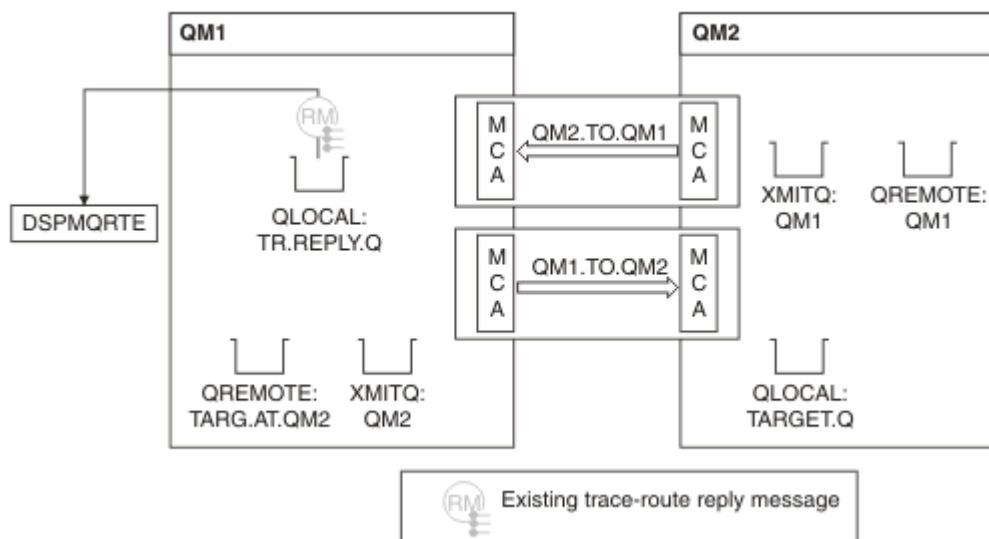 QM1
QM2
RM
M
C
A
QM2.TO.QM1
M
C
A
XMITQ:
QM1
QREMOTE:
QM1
DSPMQRTE
QLOCAL:
TR.REPLY.Q
M
C
A
QM1.TO.QM2
M
C
A
QREMOTE:
TARG.AT.QM2
XMITQ:
QM2
QLOCAL:
TARGET.Q
RM
Existing trace-route reply message